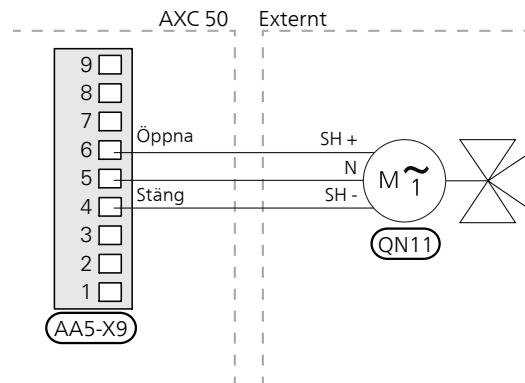 AXC 50 Externt
9
8
7
6 Öppna SH +
5 N
4 Stäng SH -
3
2
1
M ~ 1
QN11
AA5-X9